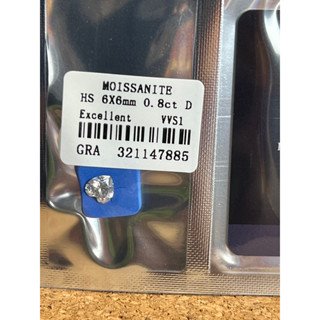 MOISSANITE
HS 6X6mm 0.8ct D
Excellent VVS1
GRA 321147885